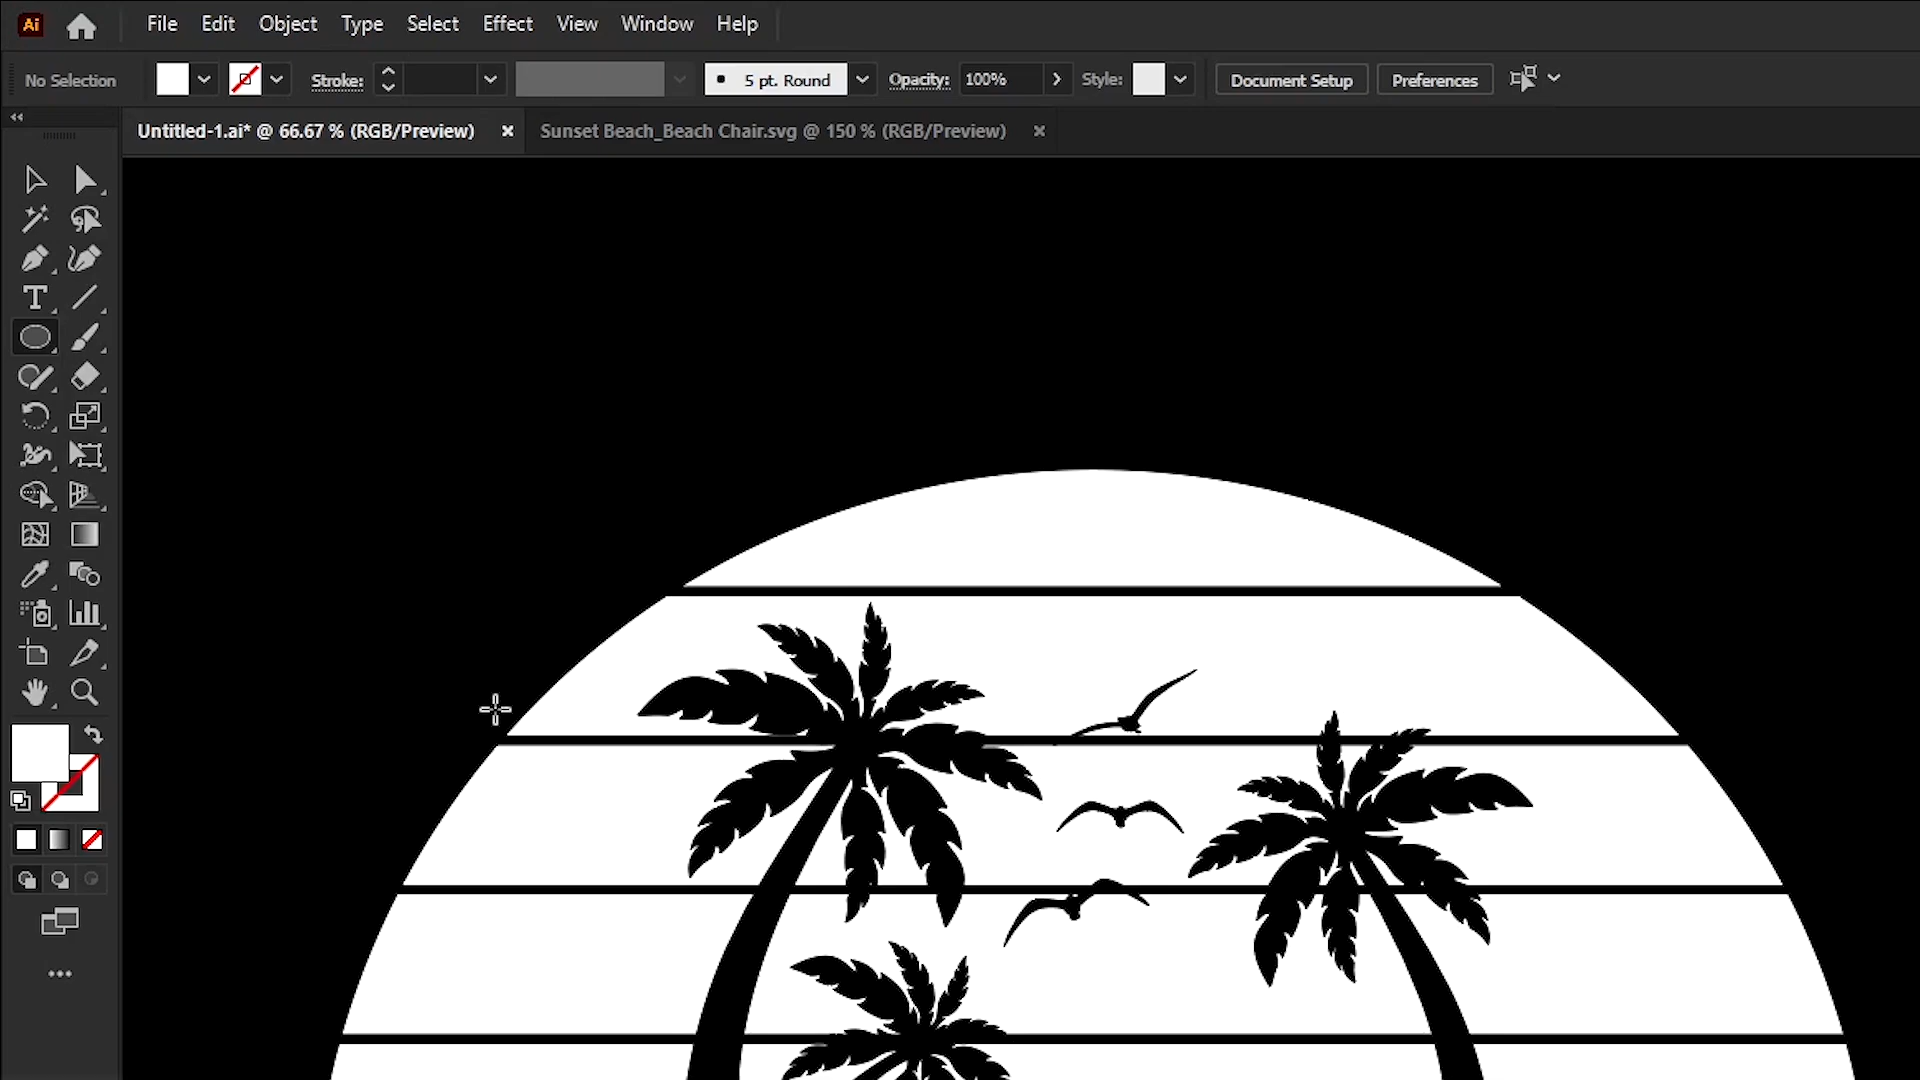 Ai File Edit Object Type Select Effect View Window Help
No Selection Stroke: 5 pt. Round Opacity: 100% Style: Document Setup Preferences
Untitled-1.ai* @ 66.67 % (RGB/Preview) × Sunset Beach_Beach Chair.svg @ 150 % (RGB/Preview) ×
T